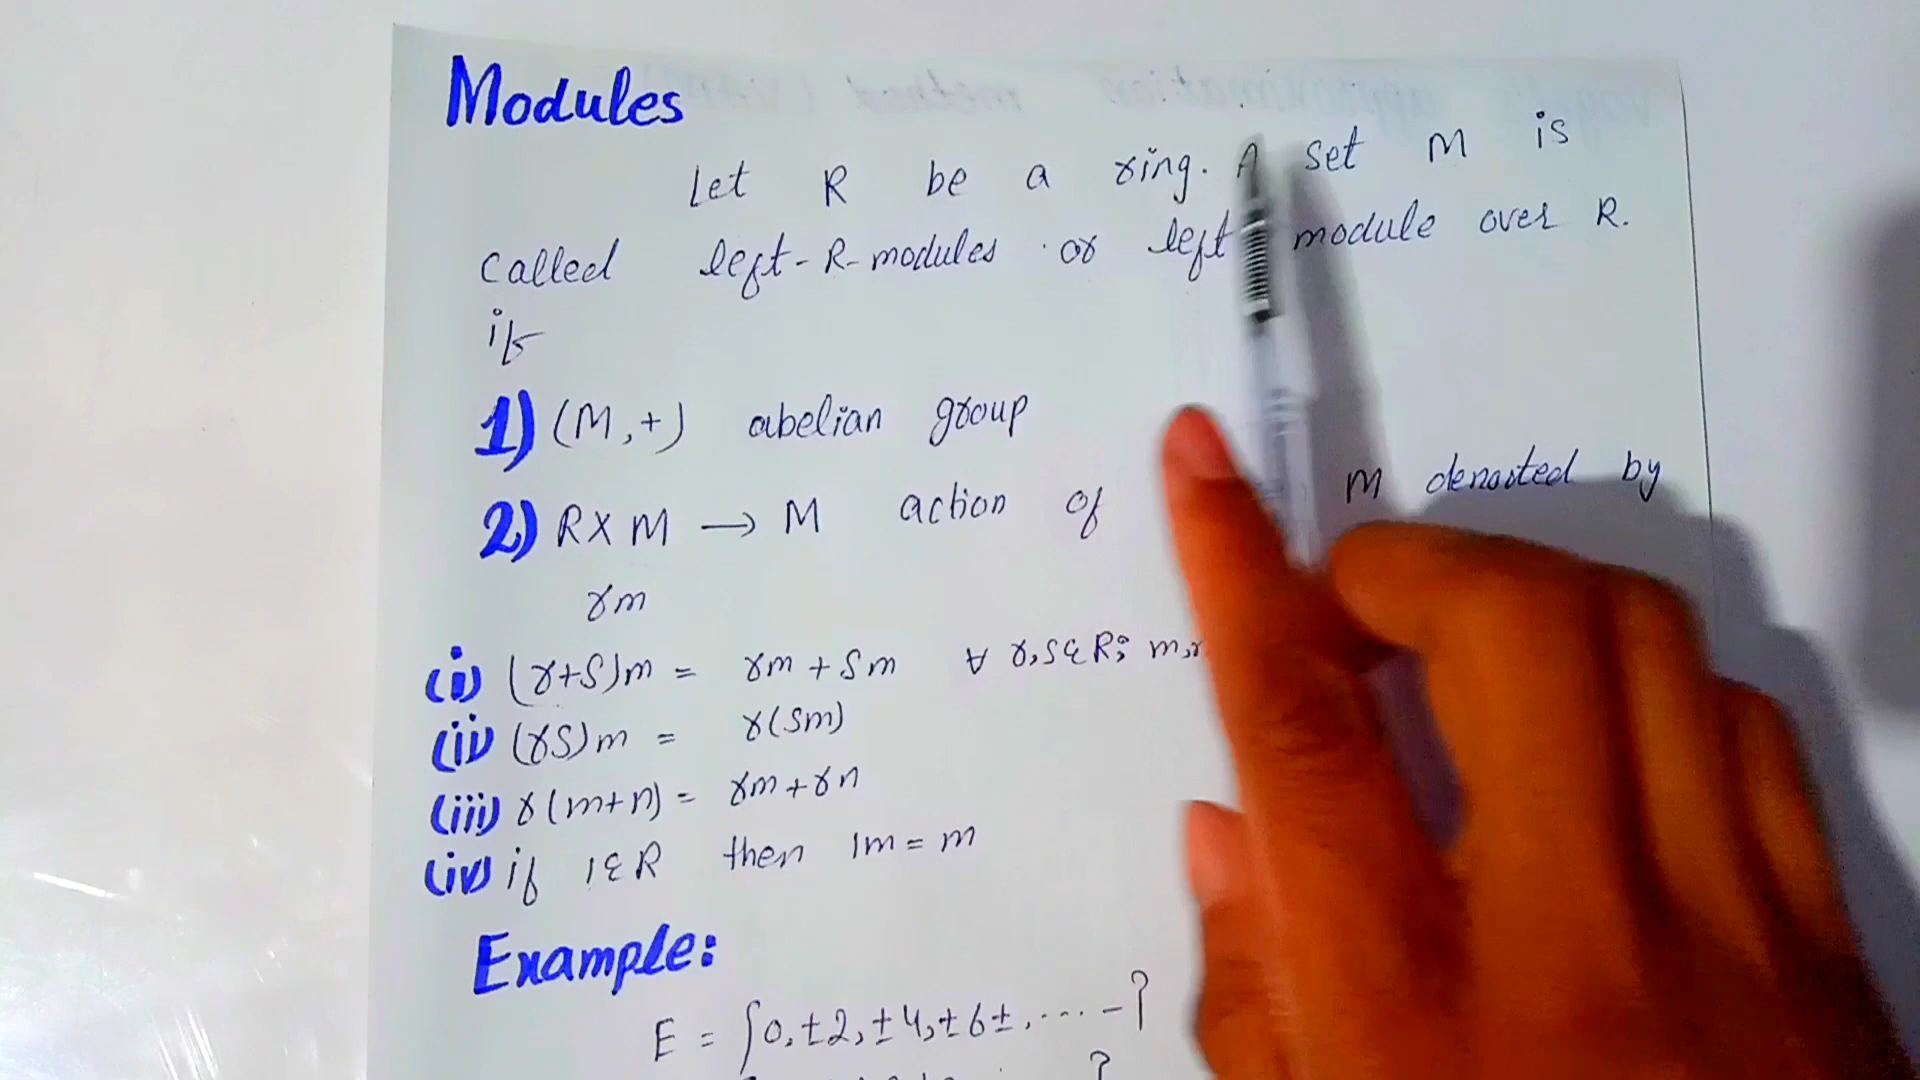 Modules
Let R be a ring. A set M is
called left-R-modules or left module over R.
if
1) (M,+) abelian group
2) R X M → M action of M denoted by
rm
(i) (r+s)m = rm + sm ∀ r,s∈R; m,
(ii) (rs)m = r(sm)
(iii) r(m+n) = rm+rn
(iv) if 1∈R then 1m = m
Example:
E = {0,±2,±4,±6±,....-}